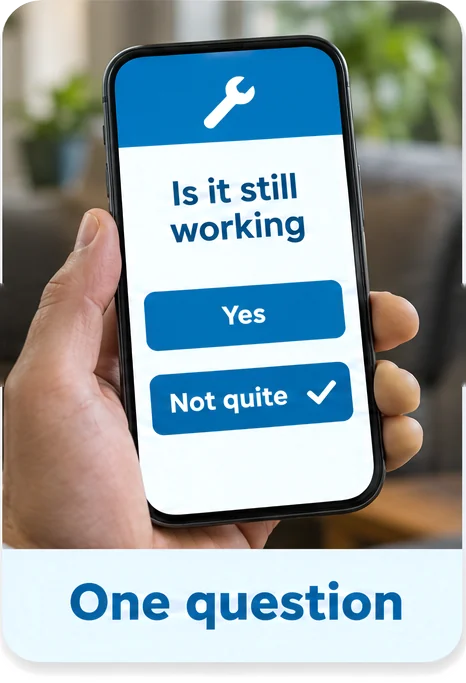 Is it still
working
Yes
Not quite
One question